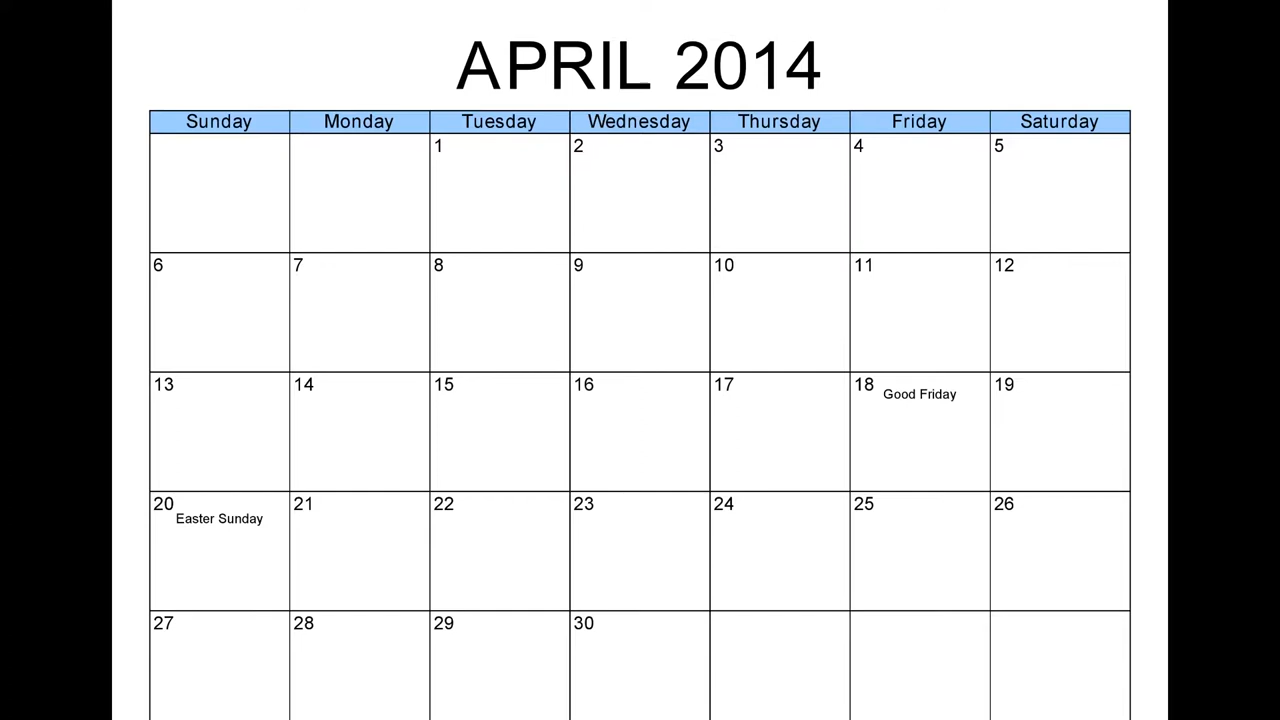 APRIL 2014
Sunday Monday Tuesday Wednesday Thursday Friday Saturday
1 2 3 4 5
6 7 8 9 10 11 12
13 14 15 16 17 18 Good Friday 19
20 Easter Sunday 21 22 23 24 25 26
27 28 29 30